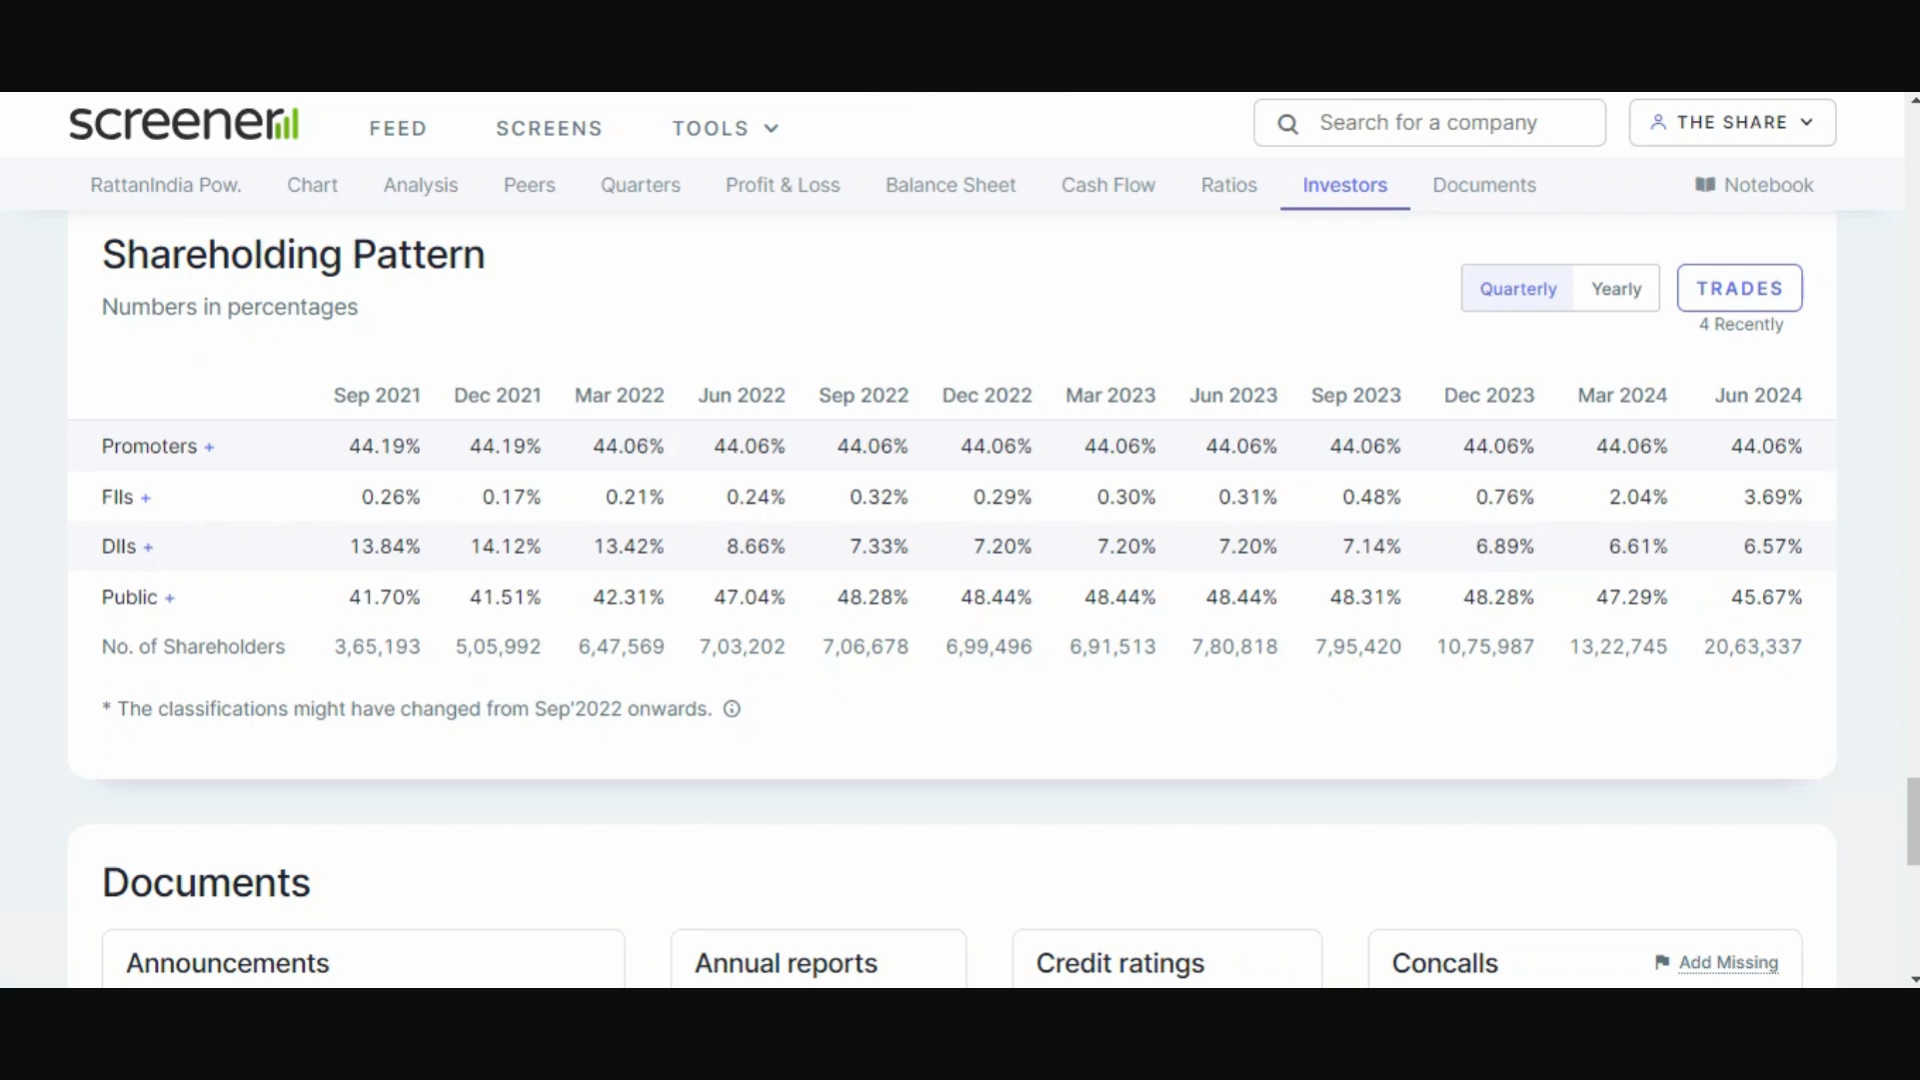 screener
FEED SCREENS TOOLS Search for a company THE SHARE
RattanIndia Pow. Chart Analysis Peers Quarters Profit & Loss Balance Sheet Cash Flow Ratios Investors Documents Notebook
Shareholding Pattern
Numbers in percentages
Quarterly Yearly TRADES
4 Recently
Sep 2021 Dec 2021 Mar 2022 Jun 2022 Sep 2022 Dec 2022 Mar 2023 Jun 2023 Sep 2023 Dec 2023 Mar 2024 Jun 2024
Promoters + 44.19% 44.19% 44.06% 44.06% 44.06% 44.06% 44.06% 44.06% 44.06% 44.06% 44.06% 44.06%
FIIs + 0.26% 0.17% 0.21% 0.24% 0.32% 0.29% 0.30% 0.31% 0.48% 0.76% 2.04% 3.69%
DIIs + 13.84% 14.12% 13.42% 8.66% 7.33% 7.20% 7.20% 7.20% 7.14% 6.89% 6.61% 6.57%
Public + 41.70% 41.51% 42.31% 47.04% 48.28% 48.44% 48.44% 48.44% 48.31% 48.28% 47.29% 45.67%
No. of Shareholders 3,65,193 5,05,992 6,47,569 7,03,202 7,06,678 6,99,496 6,91,513 7,80,818 7,95,420 10,75,987 13,22,745 20,63,337
* The classifications might have changed from Sep'2022 onwards.
Documents
Announcements Annual reports Credit ratings Concalls Add Missing